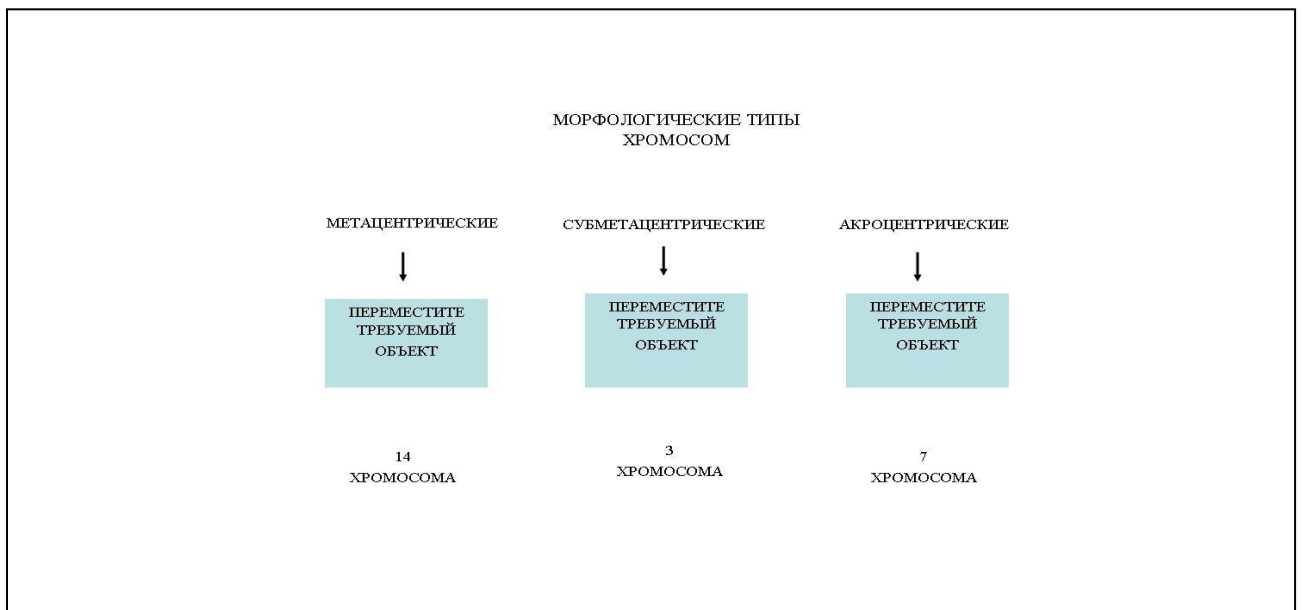 МОРФОЛОГИЧЕСКИЕ ТИПЫ
ХРОМОСОМ
МЕТАЦЕНТРИЧЕСКИЕ
СУБМЕТАЦЕНТРИЧЕСКИЕ
АКРОЦЕНТРИЧЕСКИЕ
ПЕРЕМЕСТИТЕ
ТРЕБУЕМЫЙ
ОБЪЕКТ
ПЕРЕМЕСТИТЕ
ТРЕБУЕМЫЙ
ОБЪЕКТ
ПЕРЕМЕСТИТЕ
ТРЕБУЕМЫЙ
ОБЪЕКТ
14
ХРОМОСОМА
3
ХРОМОСОМА
7
ХРОМОСОМА